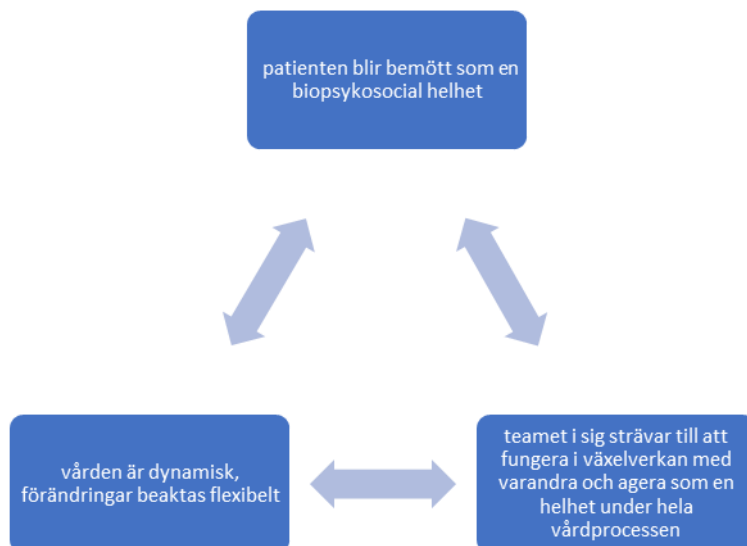 patienten blir bemött som en
biopsykosocial helhet
vården är dynamisk,
förändringar beaktas flexibelt
teamet i sig strävar till att
fungera i växelverkan med
varandra och agera som en
helhet under hela
vårdprocessen